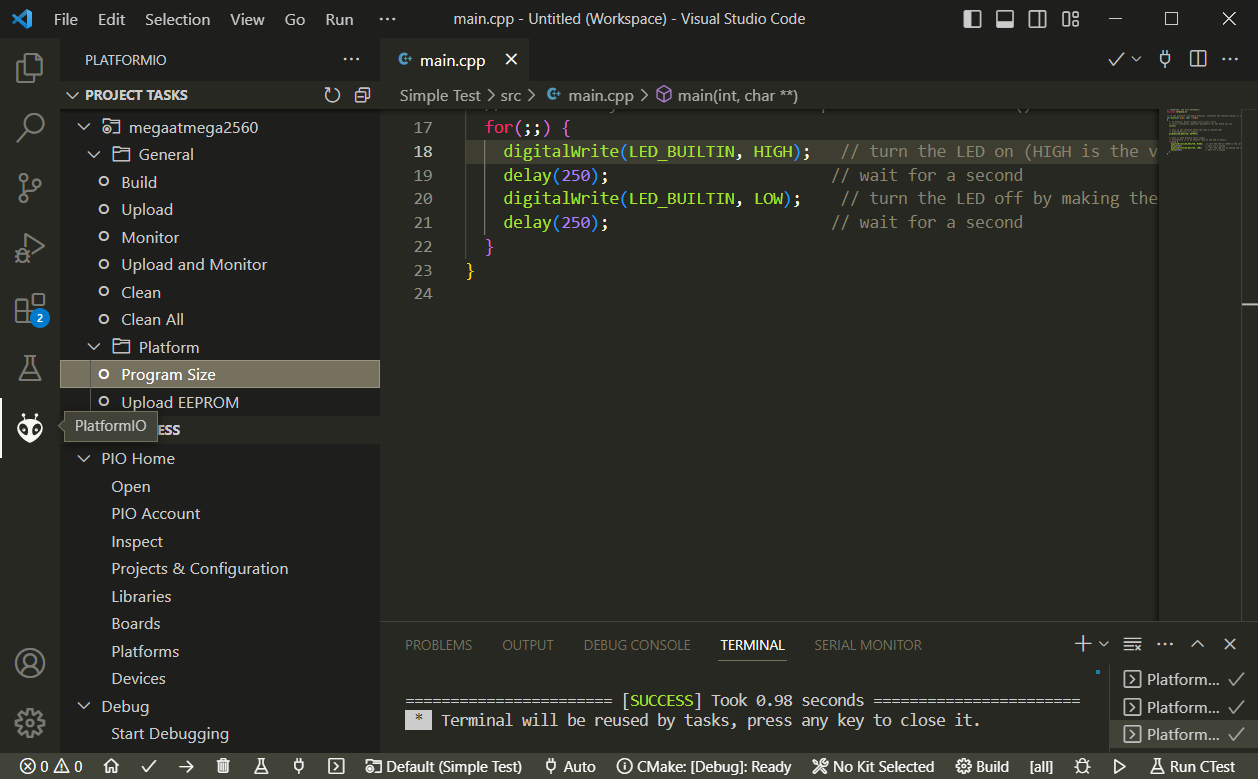 File Edit Selection View Go Run ··· main.cpp - Untitled (Workspace) - Visual Studio Code
PLATFORMIO
PROJECT TASKS
megaatmega2560
General
Build
Upload
Monitor
Upload and Monitor
Clean
Clean All
Platform
Program Size
Upload EEPROM
PlatformIO
ESS
PIO Home
Open
PIO Account
Inspect
Projects & Configuration
Libraries
Boards
Platforms
Devices
Debug
Start Debugging
2
main.cpp
Simple Test > src > main.cpp > main(int, char **)
17 for(;;) {
18 digitalWrite(LED_BUILTIN, HIGH); // turn the LED on (HIGH is the v
19 delay(250); // wait for a second
20 digitalWrite(LED_BUILTIN, LOW); // turn the LED off by making the
21 delay(250); // wait for a second
22 }
23 }
24
PROBLEMS OUTPUT DEBUG CONSOLE TERMINAL SERIAL MONITOR
======================= [SUCCESS] Took 0.98 seconds =======================
* Terminal will be reused by tasks, press any key to close it.
Platform...
Platform...
Platform...
0 0 Default (Simple Test) Auto CMake: [Debug]: Ready No Kit Selected Build [all] Run CTest